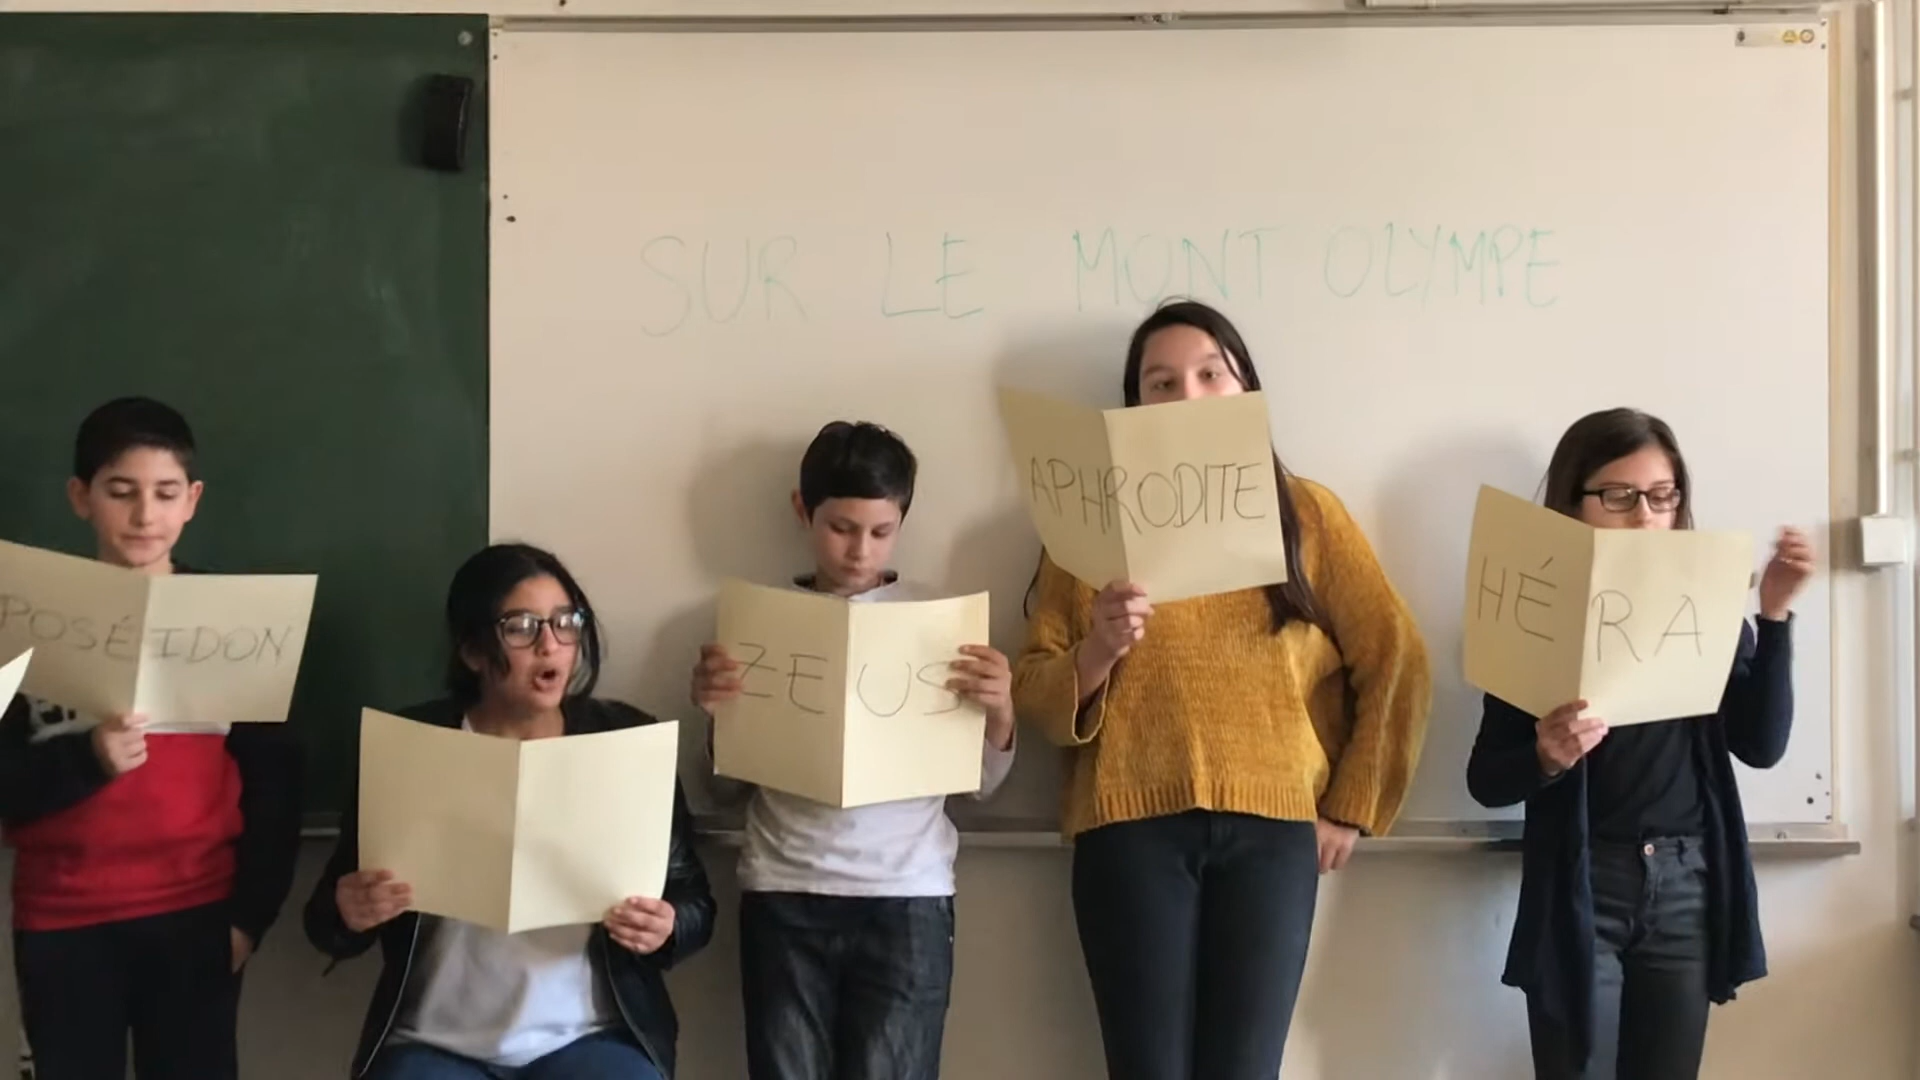 SUR LE MONT OLYMPE
POSÉIDON
ZEUS
APHRODITE
HÉRA